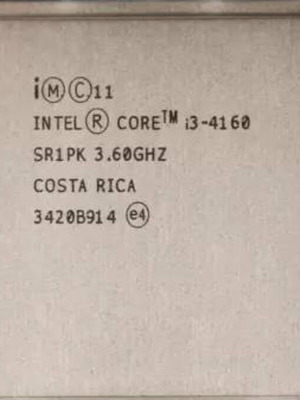 iⓂⒸ11
INTEL® CORE™ i3-4160
SR1PK 3.60GHZ
COSTA RICA
3420B914 (e4)